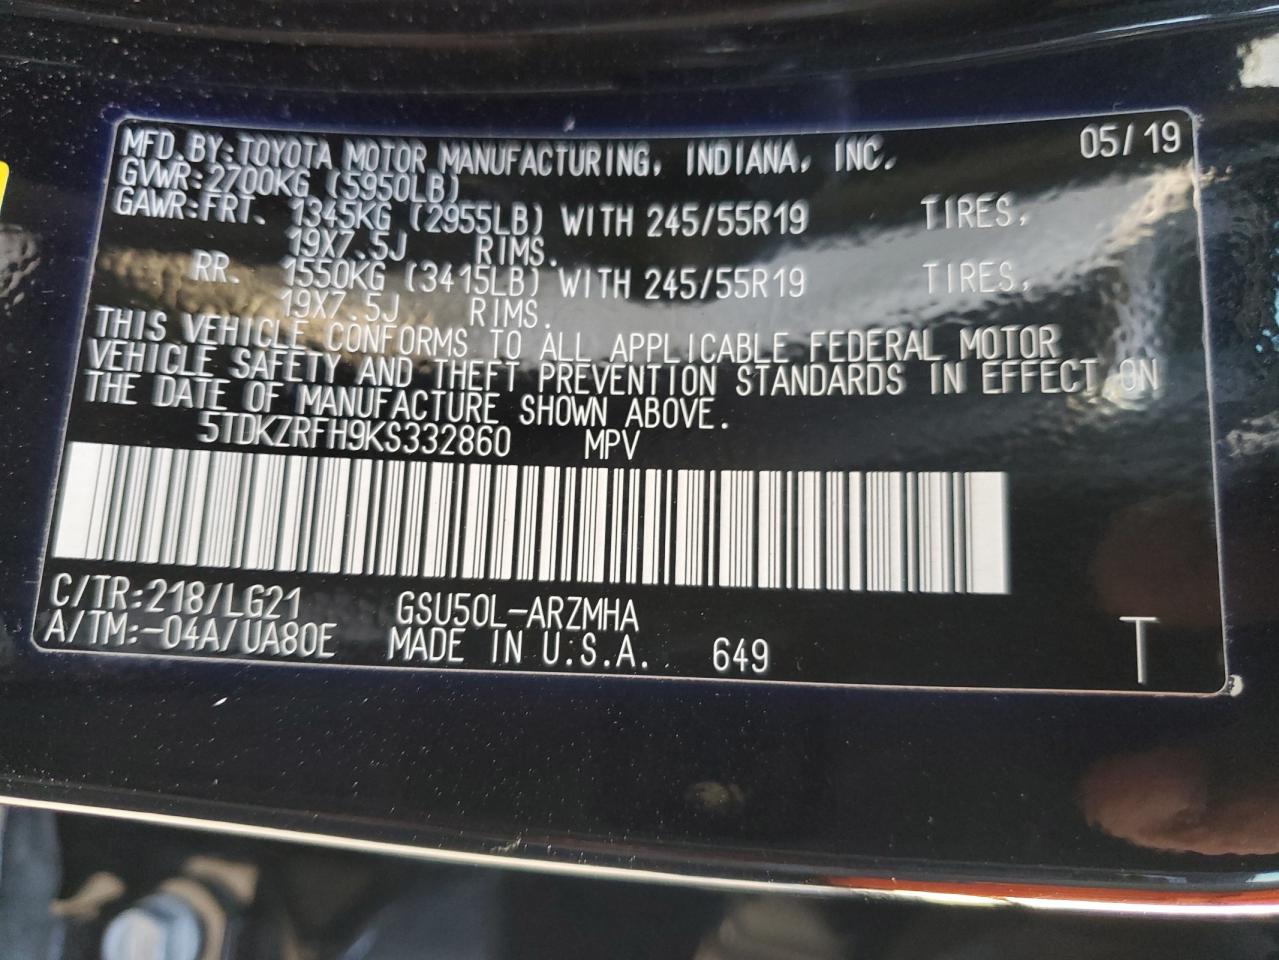 MFD. BY: TOYOTA MOTOR MANUFACTURING, INDIANA, INC. 05/19
GVWR: 2700KG (5950LB)
GAWR: FRT. 1345KG (2955LB) WITH 245/55R19 TIRES,
19X7.5J RIMS.
RR. 1550KG (3415LB) WITH 245/55R19 TIRES,
19X7.5J RIMS.
THIS VEHICLE CONFORMS TO ALL APPLICABLE FEDERAL MOTOR
VEHICLE SAFETY AND THEFT PREVENTION STANDARDS IN EFFECT ON
THE DATE OF MANUFACTURE SHOWN ABOVE.
5TDKZRFH9KS332860 MPV
C/TR: 218/LG21 GSU50L-ARZMHA
A/TM: -04A/UA80E MADE IN U.S.A. 649 T